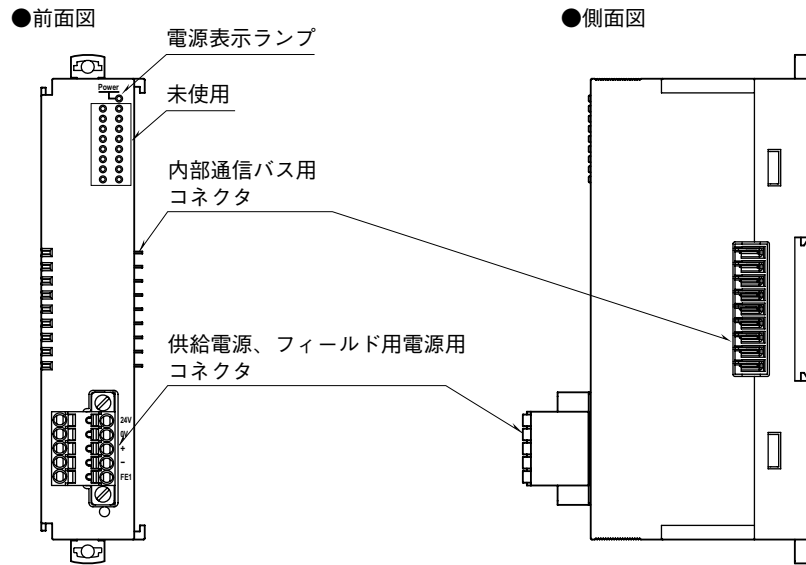 ●前面図
●側面図
電源表示ランプ
Power
未使用
内部通信バス用
コネクタ
供給電源、フィールド用電源用
コネクタ
24V
0V
+
−
FE1